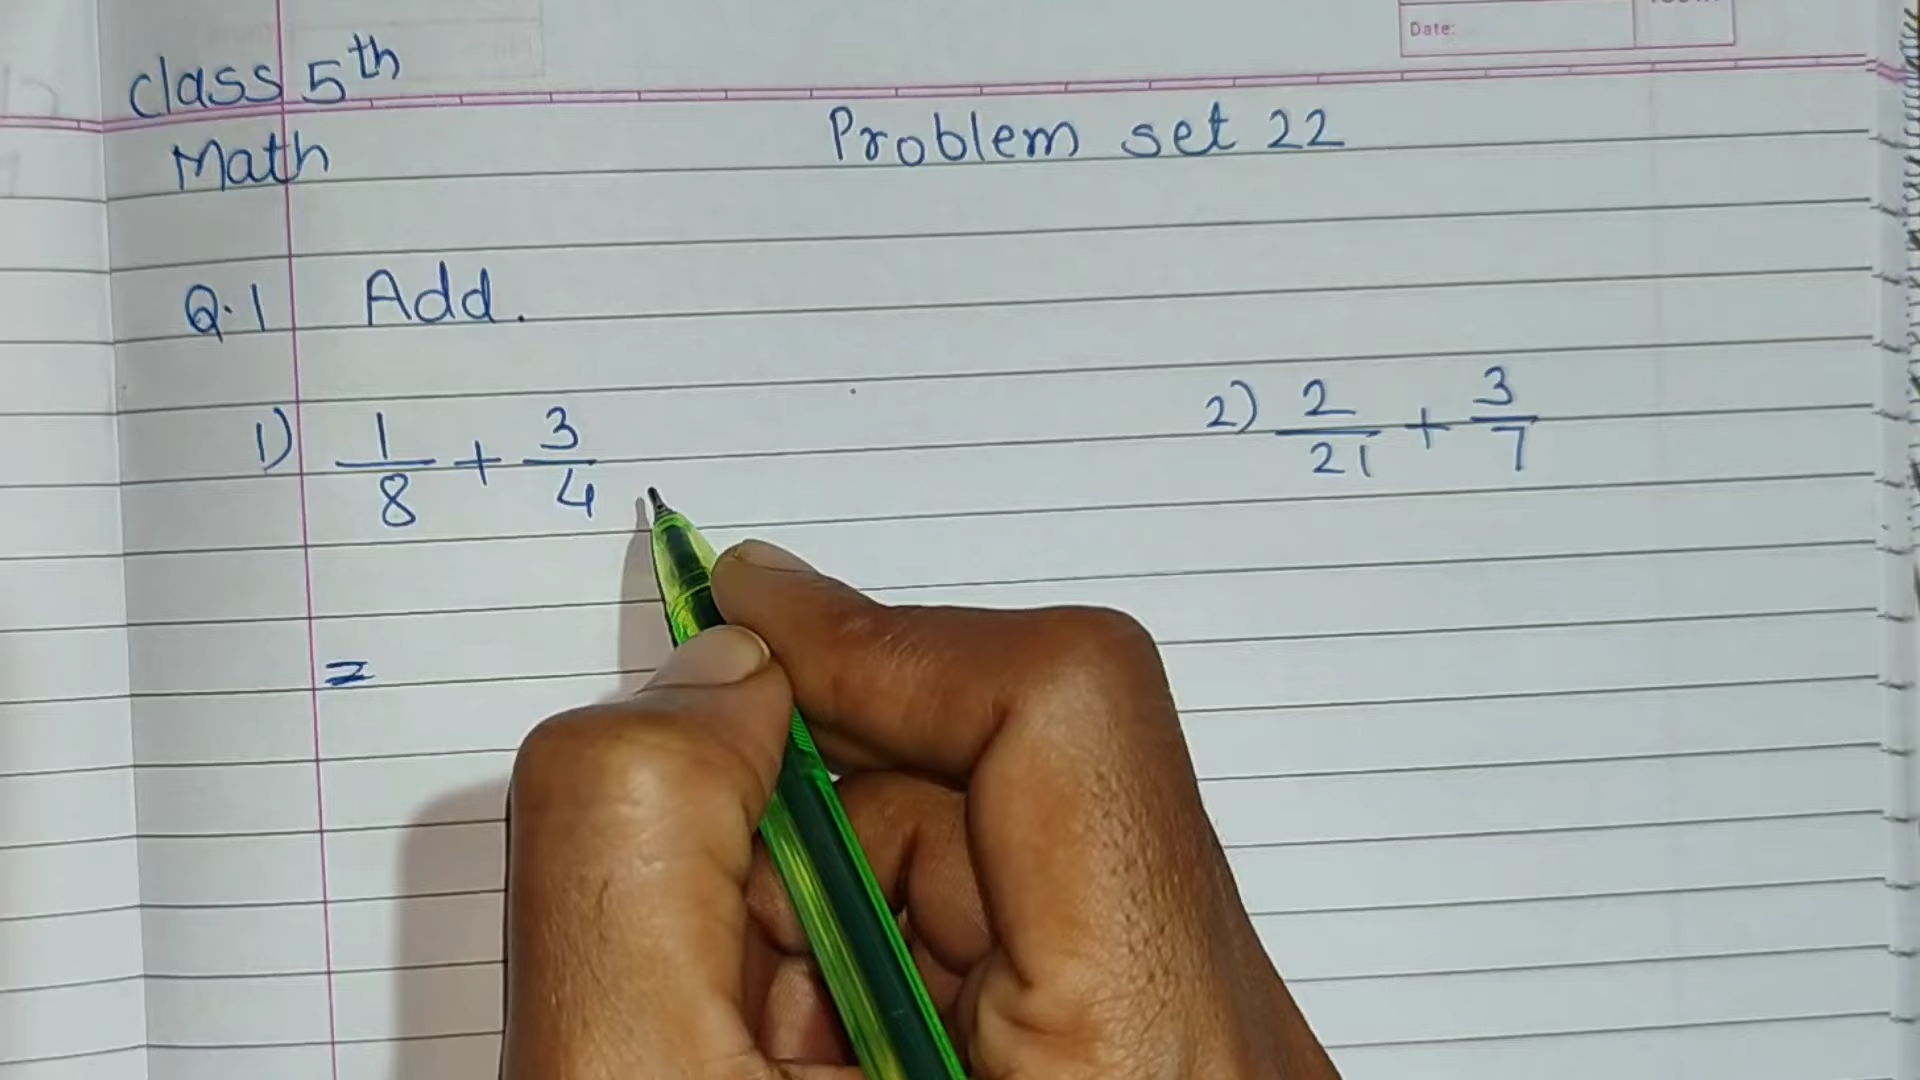 Date:
Class 5th
Math
Problem set 22
Q.1 Add.
1) 1/8 + 3/4
2) 2/21 + 3/7
=